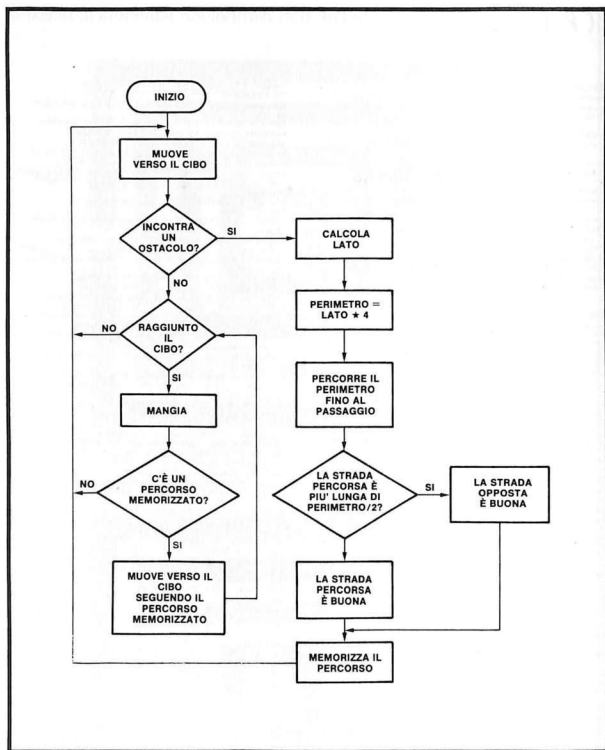 INIZIO
MUOVE
VERSO IL CIBO
INCONTRA
UN
OSTACOLO?
SI
NO
CALCOLA
LATO
PERIMETRO =
LATO ★ 4
RAGGIUNTO
IL
CIBO?
NO
SI
PERCORRE IL
PERIMETRO
FINO AL
PASSAGGIO
MANGIA
C'È UN
PERCORSO
MEMORIZZATO?
NO
SI
LA STRADA
PERCORSA È
PIU' LUNGA DI
PERIMETRO/2?
SI
LA STRADA
OPPOSTA
È BUONA
MUOVE VERSO IL
CIBO
SEGUENDO IL
PERCORSO
MEMORIZZATO
LA STRADA
PERCORSA
È BUONA
MEMORIZZA IL
PERCORSO